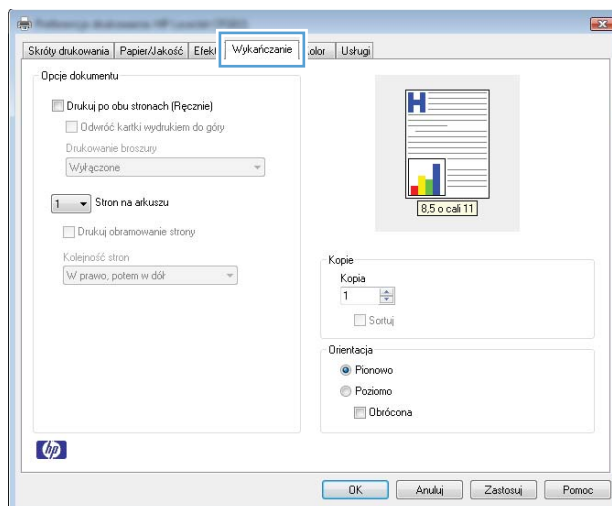 Skróty drukowania Papier/Jakość Efekt Wykańczanie olor Usługi
Opcje dokumentu
Drukuj po obu stronach (Ręcznie)
Odwróć kartki wydrukiem do góry
Drukowanie broszury
Wyłączone
1 Stron na arkuszu
Drukuj obramowanie strony
Kolejność stron
W prawo, potem w dół
H
8,5 o cali 11
Kopie
Kopia
1
Sortuj
Orientacja
Pionowo
Poziomo
Obrócona
hp
OK Anuluj Zastosuj Pomoc